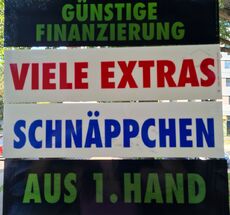 GÜNSTIGE
FINANZIERUNG
VIELE EXTRAS
SCHNÄPPCHEN
AUS 1. HAND